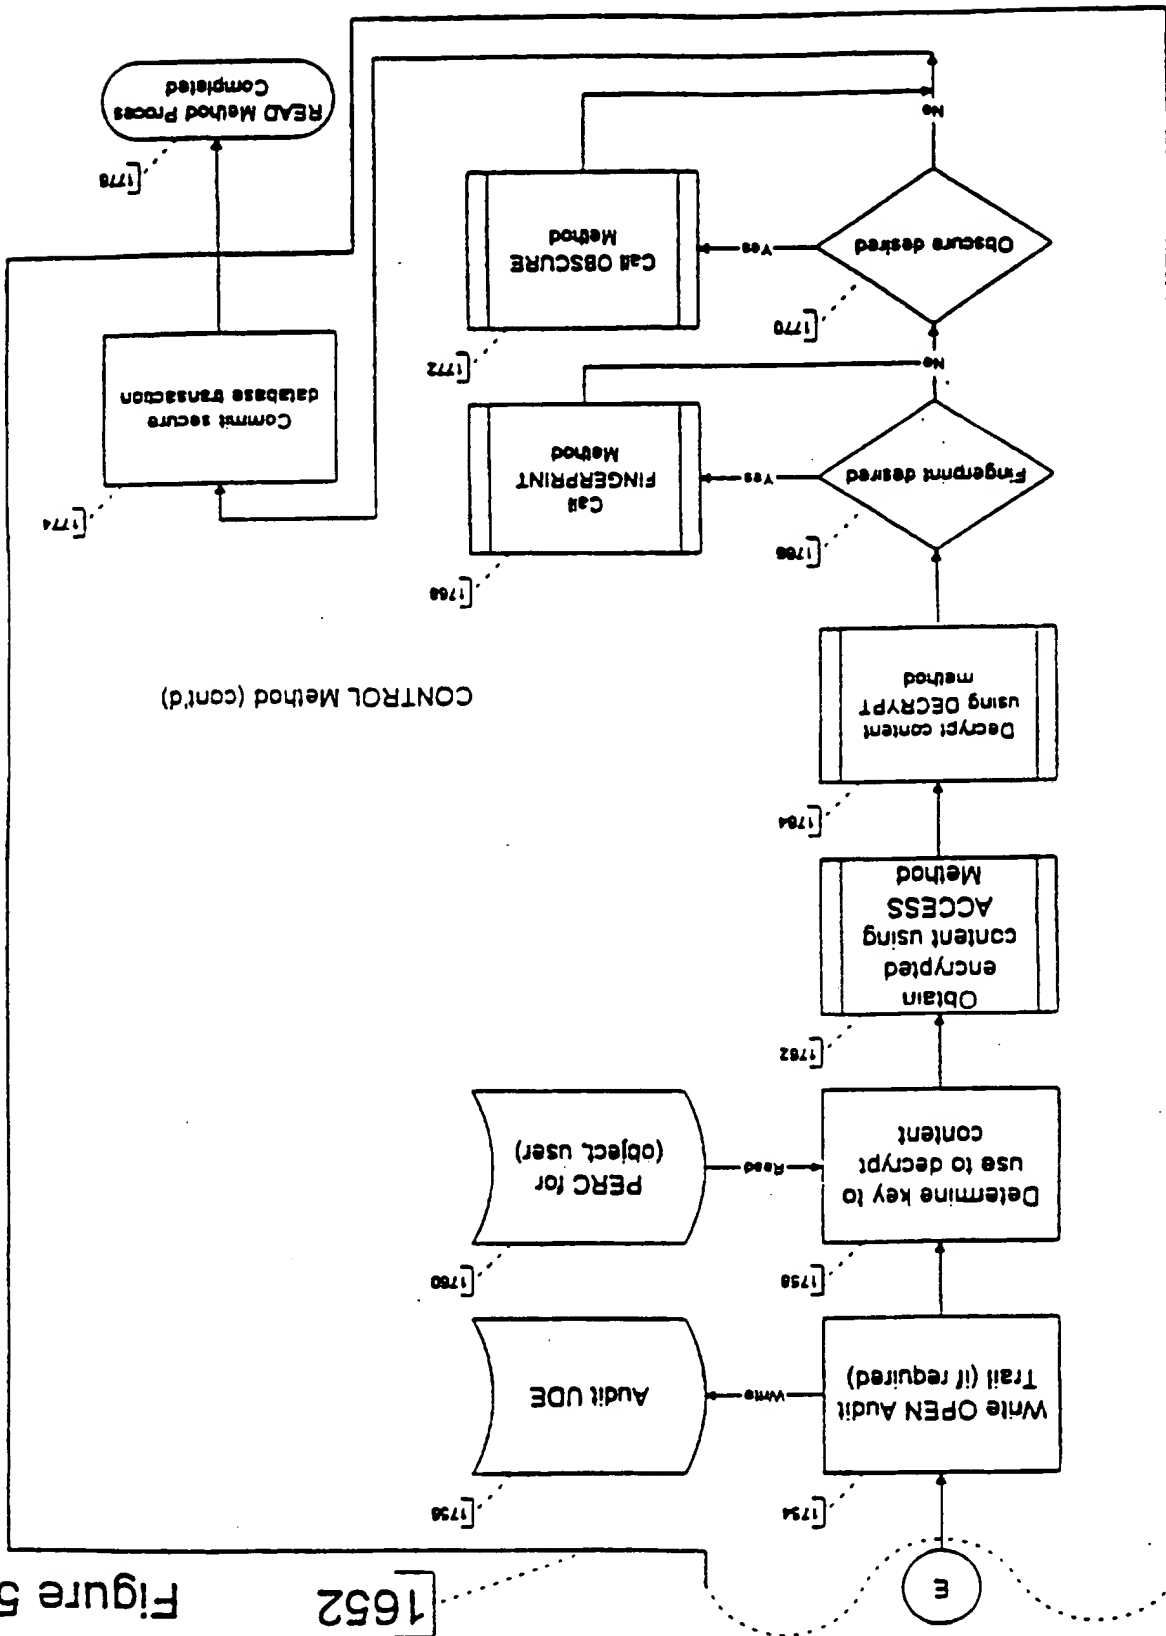 Figure 5
1652
E
1754
Write OPEN Audit
Trail (if required)
Write
1756
Audit UDE
1758
Determine key to
use to decrypt
content
Read
1760
PERC for
(object, user)
1762
Obtain
encrypted
content using
ACCESS
Method
1764
Decrypt content
using DECRYPT
method
CONTROL Method (cont'd)
1766
Fingerprint desired
Yes
No
1768
Call
FINGERPRINT
Method
1770
Obscure desired
Yes
No
1772
Call OBSCURE
Method
1774
Commit secure
database transaction
1776
READ Method Proces
Completed